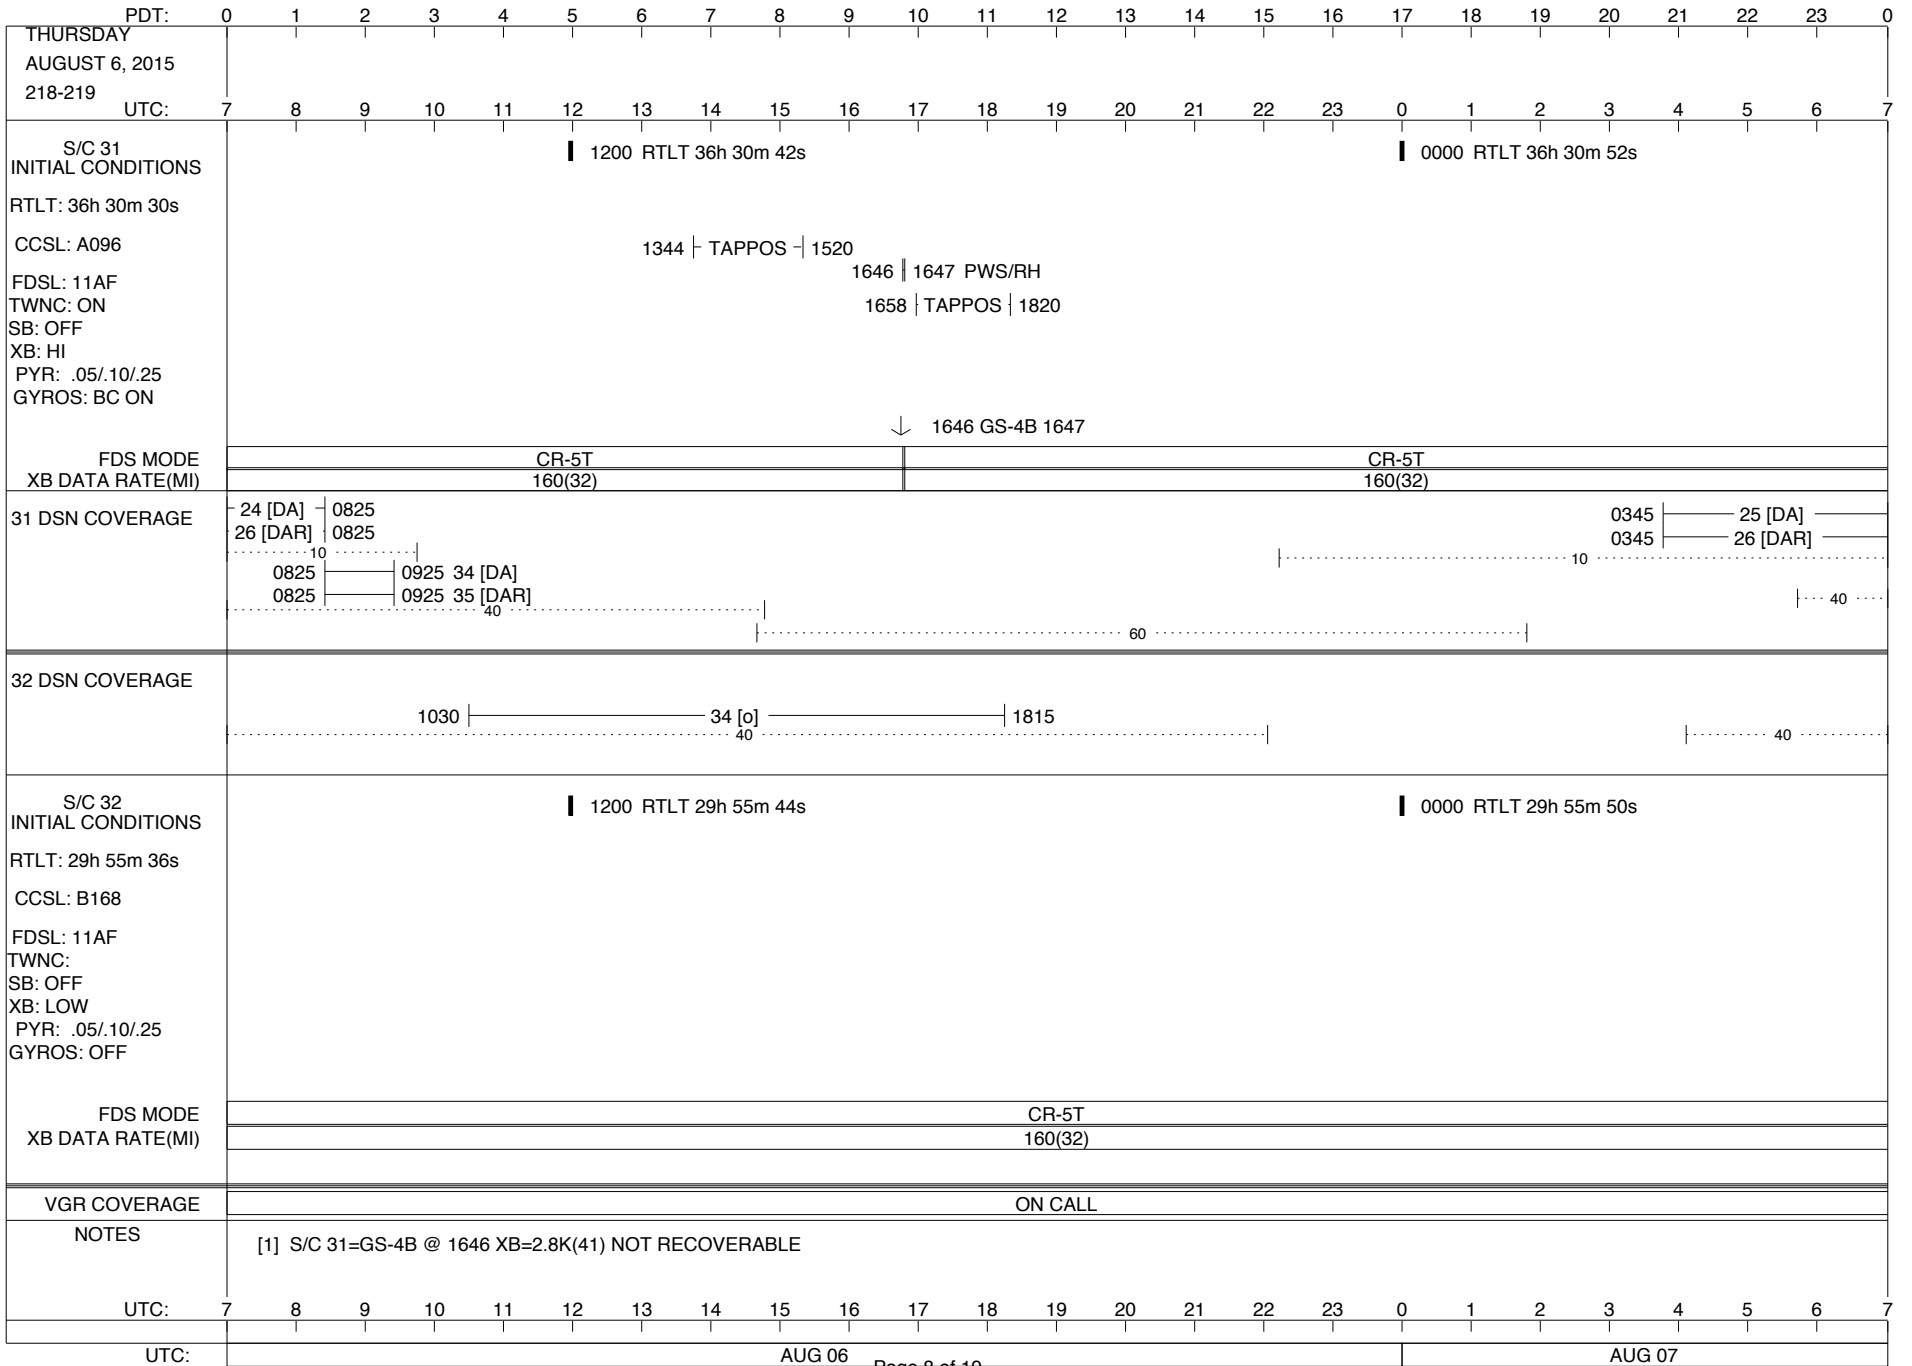 PDT: 0 1 2 3 4 5 6 7 8 9 10 11 12 13 14 15 16 17 18 19 20 21 22 23 0
THURSDAY
AUGUST 6, 2015
218-219
UTC: 7 8 9 10 11 12 13 14 15 16 17 18 19 20 21 22 23 0 1 2 3 4 5 6 7
S/C 31
INITIAL CONDITIONS
1200 RTLT 36h 30m 42s
0000 RTLT 36h 30m 52s
RTLT: 36h 30m 30s
CCSL: A096
1344 TAPPOS 1520
1646 1647 PWS/RH
FDSL: 11AF
TWNC: ON
1658 TAPPOS 1820
SB: OFF
XB: HI
PYR: .05/.10/.25
GYROS: BC ON
1646 GS-4B 1647
FDS MODE CR-5T CR-5T
XB DATA RATE(MI) 160(32) 160(32)
31 DSN COVERAGE
24 [DA] 0825
0345 25 [DA]
26 [DAR] 0825
0345 26 [DAR]
10
10
0825 0925 34 [DA]
0825 0925 35 [DAR]
40
40
60
32 DSN COVERAGE
1030 34 [o] 1815
40
40
S/C 32
INITIAL CONDITIONS
1200 RTLT 29h 55m 44s
0000 RTLT 29h 55m 50s
RTLT: 29h 55m 36s
CCSL: B168
FDSL: 11AF
TWNC:
SB: OFF
XB: LOW
PYR: .05/.10/.25
GYROS: OFF
FDS MODE CR-5T
XB DATA RATE(MI) 160(32)
VGR COVERAGE ON CALL
NOTES
[1] S/C 31=GS-4B @ 1646 XB=2.8K(41) NOT RECOVERABLE
UTC: 7 8 9 10 11 12 13 14 15 16 17 18 19 20 21 22 23 0 1 2 3 4 5 6 7
UTC: AUG 06 AUG 07
Page 8 of 19